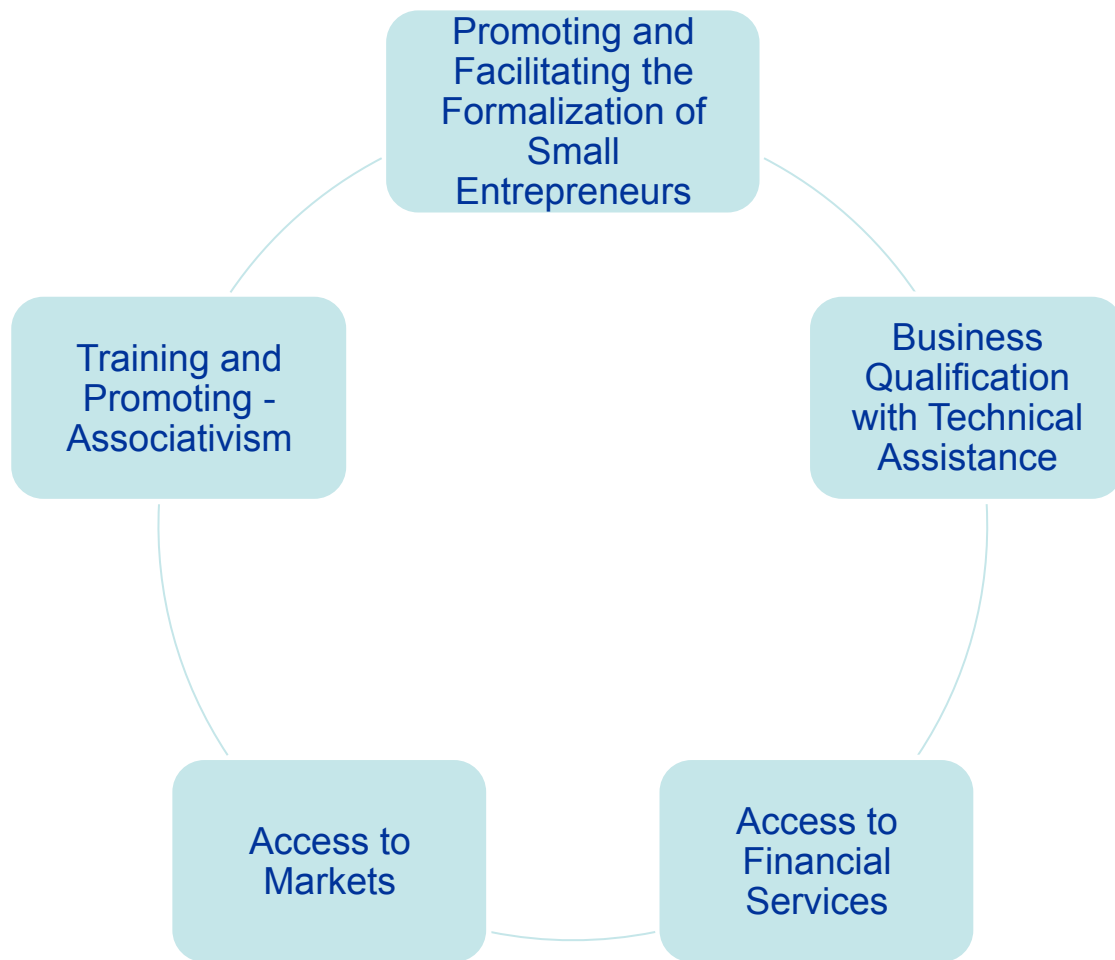 Promoting and
Facilitating the
Formalization of
Small
Entrepreneurs
Business
Qualification
with Technical
Assistance
Access to
Financial
Services
Access to
Markets
Training and
Promoting -
Associativism